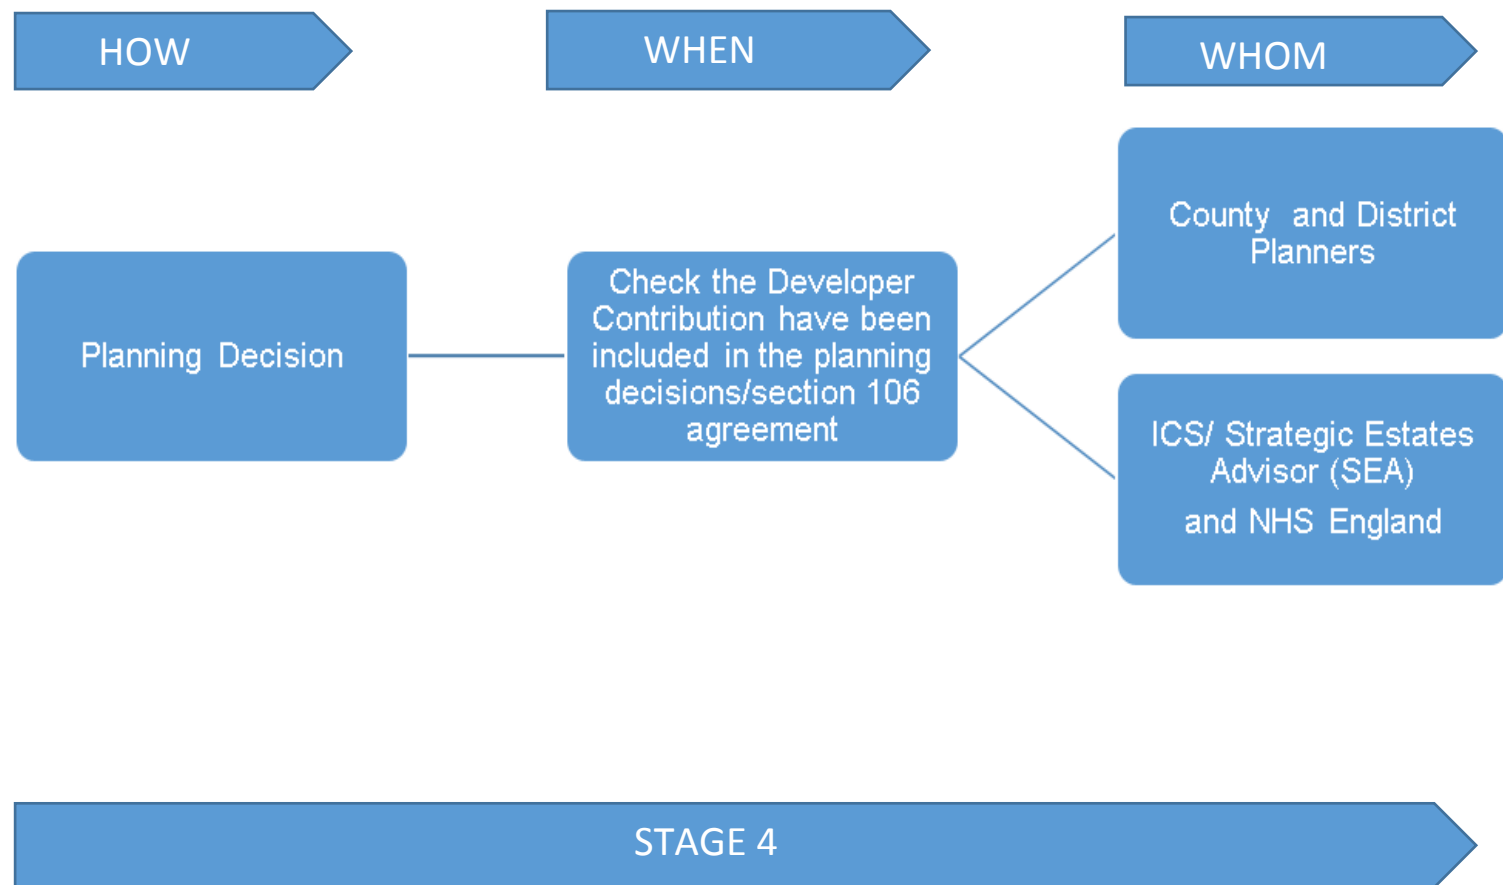 HOW
WHEN
WHOM
Planning Decision
Check the Developer
Contribution have been
included in the planning
decisions/section 106
agreement
County and District
Planners
ICS/ Strategic Estates
Advisor (SEA)
and NHS England
STAGE 4